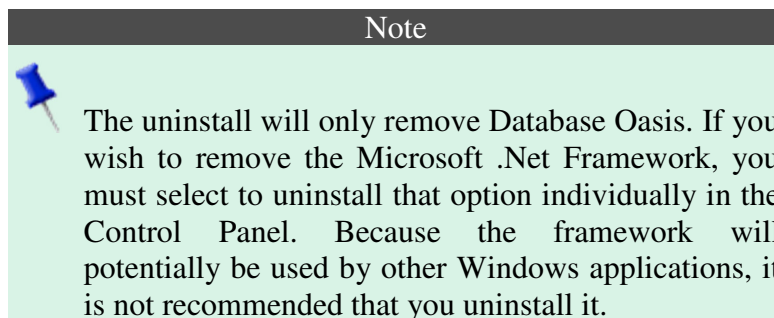 Note
The uninstall will only remove Database Oasis. If you
wish to remove the Microsoft .Net Framework, you
must select to uninstall that option individually in the
Control Panel. Because the framework will
potentially be used by other Windows applications, it
is not recommended that you uninstall it.